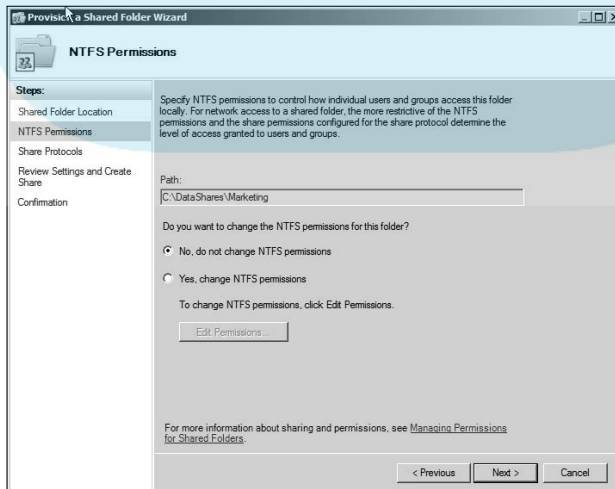 Provision a Shared Folder Wizard
NTFS Permissions
Steps:
Shared Folder Location
NTFS Permissions
Share Protocols
Review Settings and Create
Share
Confirmation
Specify NTFS permissions to control how individual users and groups access this folder
locally. For network access to a shared folder, the more restrictive of the NTFS
permissions and the share permissions configured for the share protocol determine the
level of access granted to users and groups.
Path:
C:\DataShares\Marketing
Do you want to change the NTFS permissions for this folder?
No, do not change NTFS permissions
Yes, change NTFS permissions
To change NTFS permissions, click Edit Permissions.
Edit Permissions...
For more information about sharing and permissions, see Managing Permissions
for Shared Folders.
< Previous
Next >
Cancel